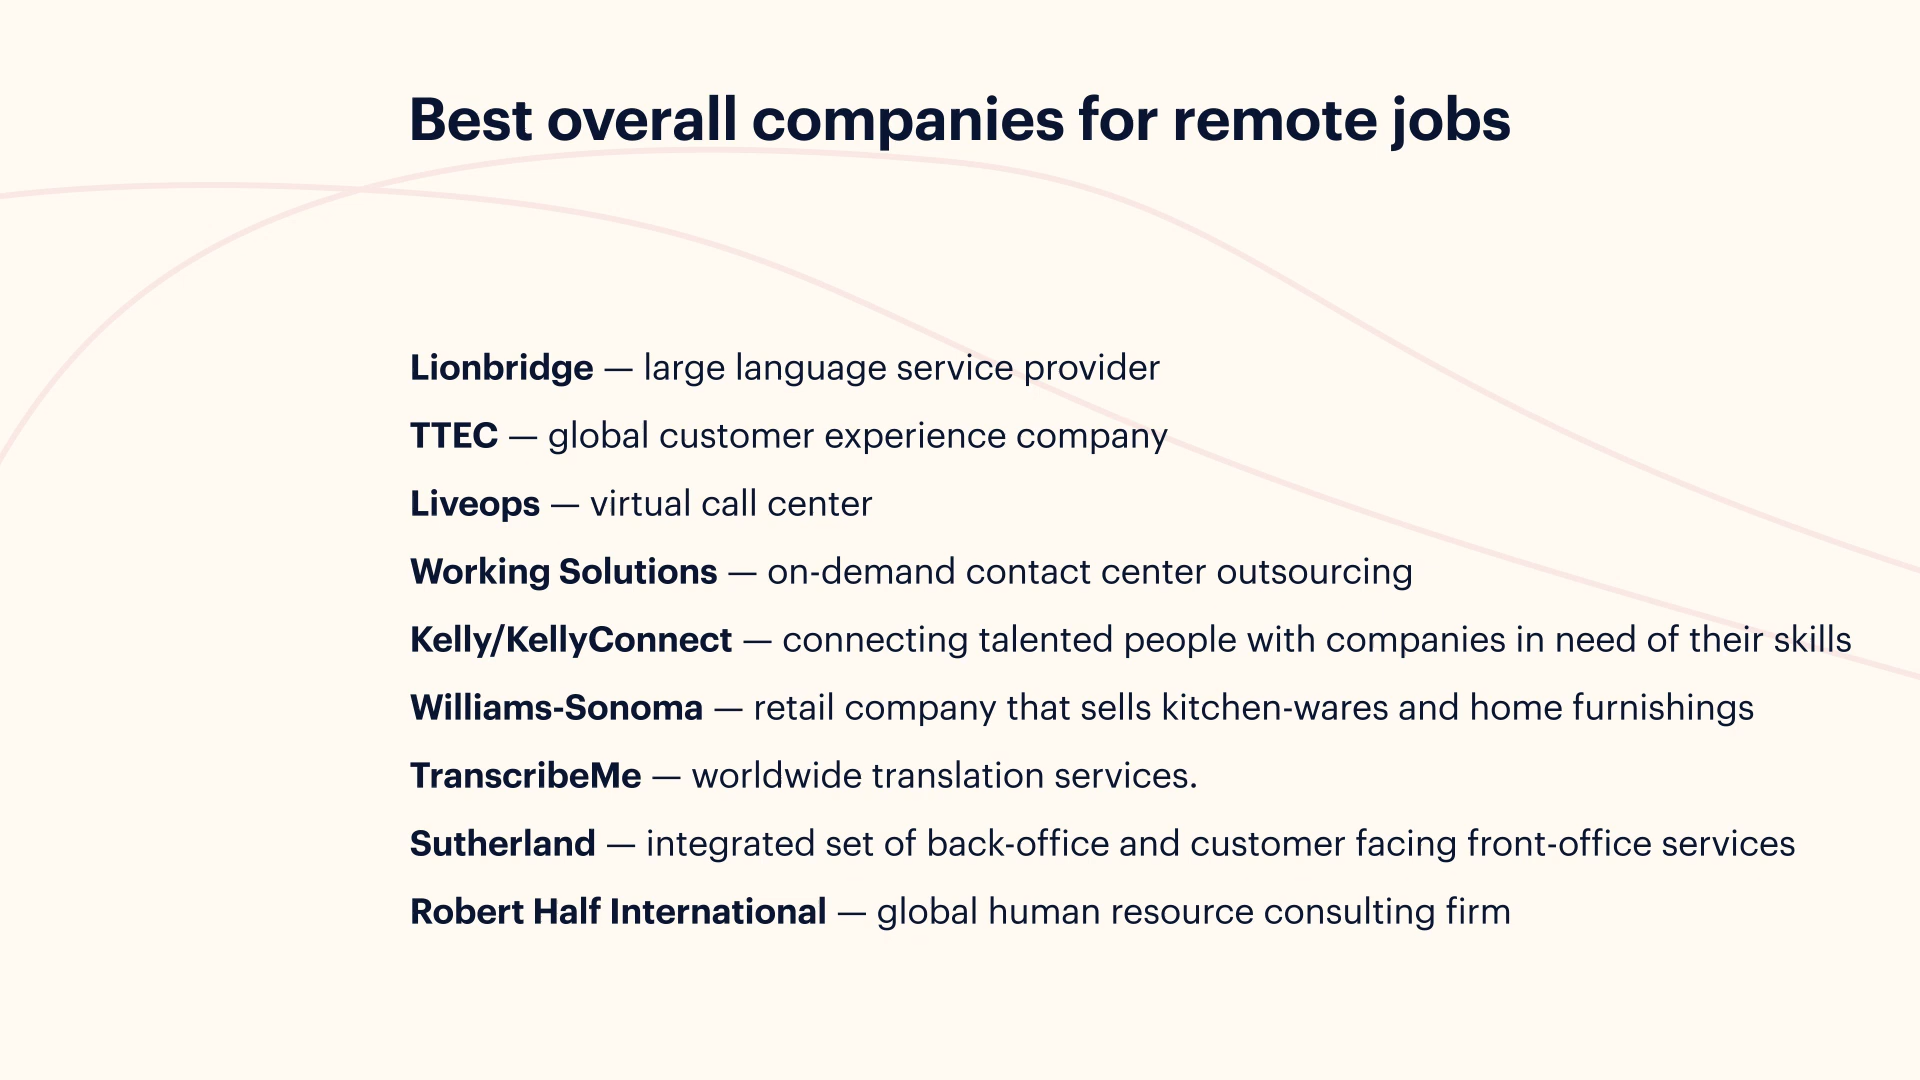 Best overall companies for remote jobs
Lionbridge — large language service provider
TTEC — global customer experience company
Liveops — virtual call center
Working Solutions — on-demand contact center outsourcing
Kelly/KellyConnect — connecting talented people with companies in need of their skills
Williams-Sonoma — retail company that sells kitchen-wares and home furnishings
TranscribeMe — worldwide translation services.
Sutherland — integrated set of back-office and customer facing front-office services
Robert Half International — global human resource consulting firm